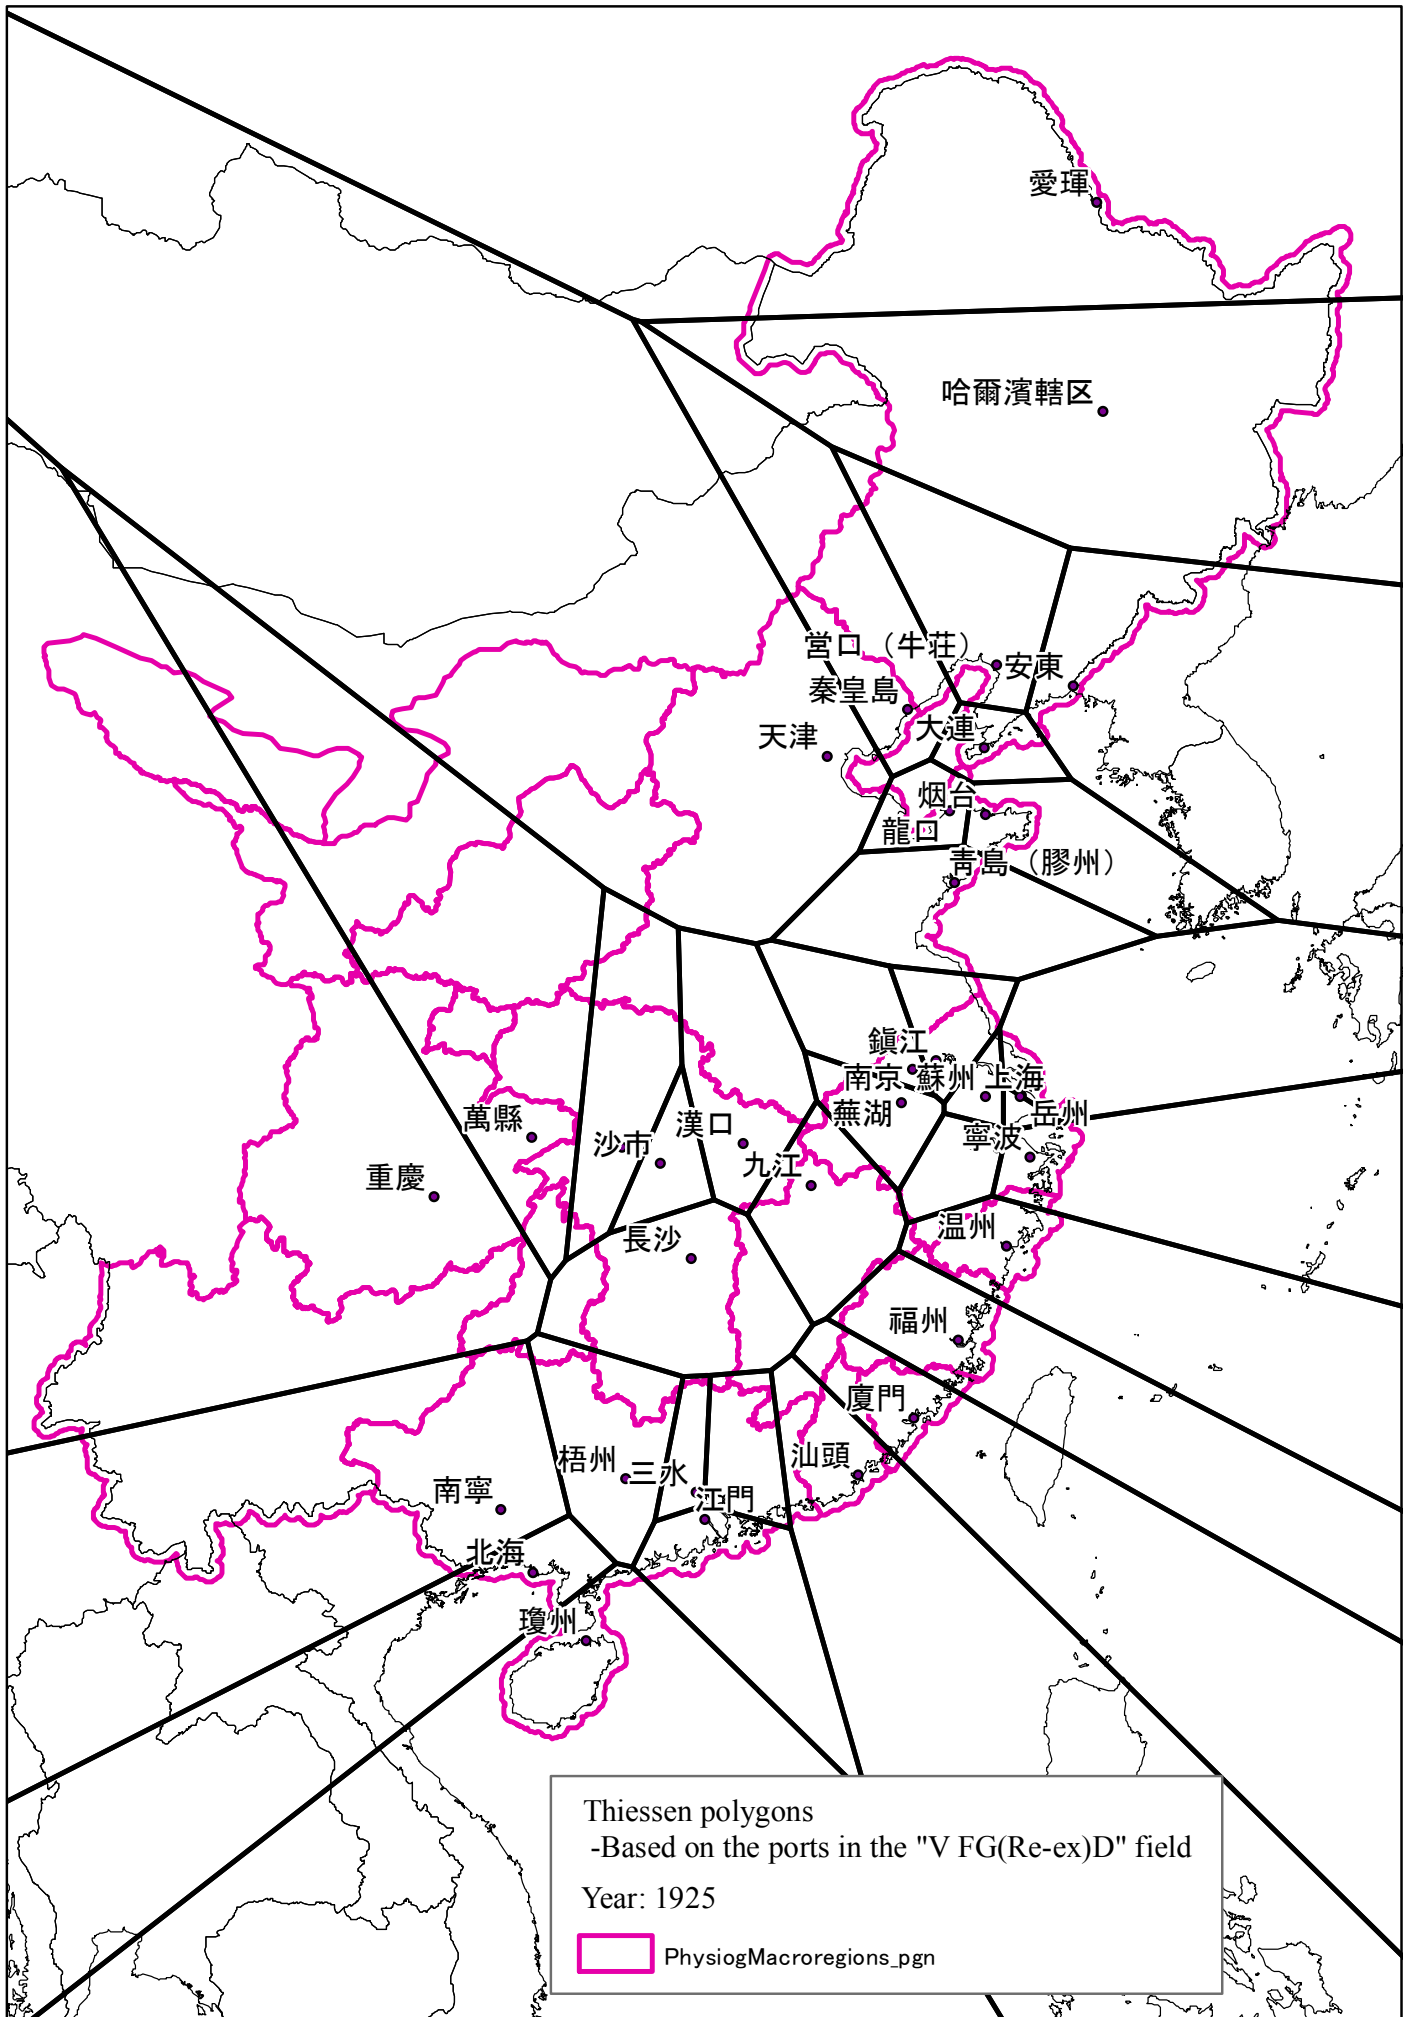 愛琿
哈爾濱轄区
営口（牛荘）
安東
秦皇島
大連
天津
烟台
龍口
青島（膠州）
鎮江
南京
蘇州
上海
蕪湖
岳州
萬縣
漢口
沙市
寧波
九江
重慶
温州
長沙
福州
廈門
梧州
三水
汕頭
南寧
江門
北海
瓊州
Thiessen polygons
-Based on the ports in the "V FG(Re-ex)D" field
Year: 1925
PhysiogMacroregions_pgn